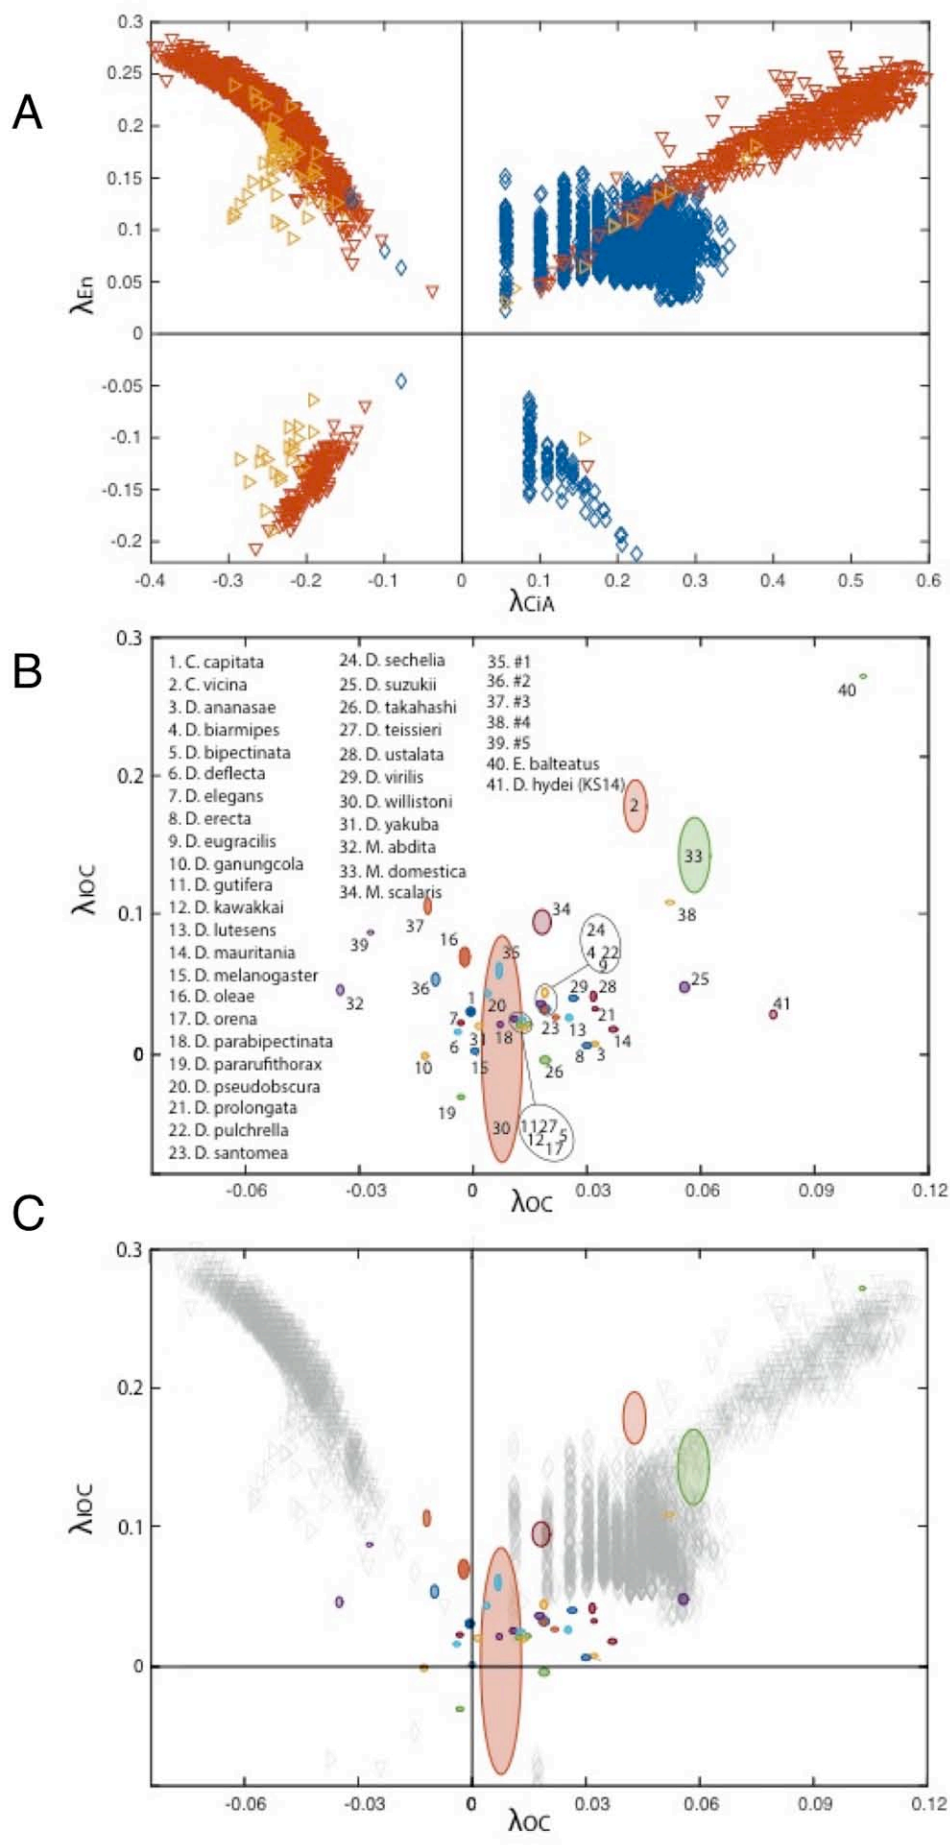 A
0.3
0.25
0.2
0.15
0.1
0.05
0
-0.05
-0.1
-0.15
-0.2
λEn
-0.4 -0.3 -0.2 -0.1 0 0.1 0.2 0.3 0.4 0.5 0.6
λCiA
B
0.3
0.2
0.1
0
λIOC
1. C. capitata
2. C. vicina
3. D. ananasae
4. D. biarmipes
5. D. bipectinata
6. D. deflecta
7. D. elegans
8. D. erecta
9. D. eugracilis
10. D. ganungcola
11. D. gutifera
12. D. kawakkai
13. D. lutesens
14. D. mauritania
15. D. melanogaster
16. D. oleae
17. D. orena
18. D. parabipectinata
19. D. pararufithorax
20. D. pseudobscura
21. D. prolongata
22. D. pulchrella
23. D. santomea
24. D. sechelia
25. D. suzukii
26. D. takahashi
27. D. teissieri
28. D. ustalata
29. D. virilis
30. D. willistoni
31. D. yakuba
32. M. abdita
33. M. domestica
34. M. scalaris
35. #1
36. #2
37. #3
38. #4
39. #5
40. E. balteatus
41. D. hydei (KS14)
40
2
33
38
34
37
39
16
35
24
4 22
9
36
32
1
20
29 28
25
41
7
6
31
18
23
13
21
14
10
15
26
8
3
19
30
1127
5
12
17
-0.06 -0.03 0 0.03 0.06 0.09 0.12
λOC
C
0.3
0.2
0.1
0
λIOC
-0.06 -0.03 0 0.03 0.06 0.09 0.12
λOC